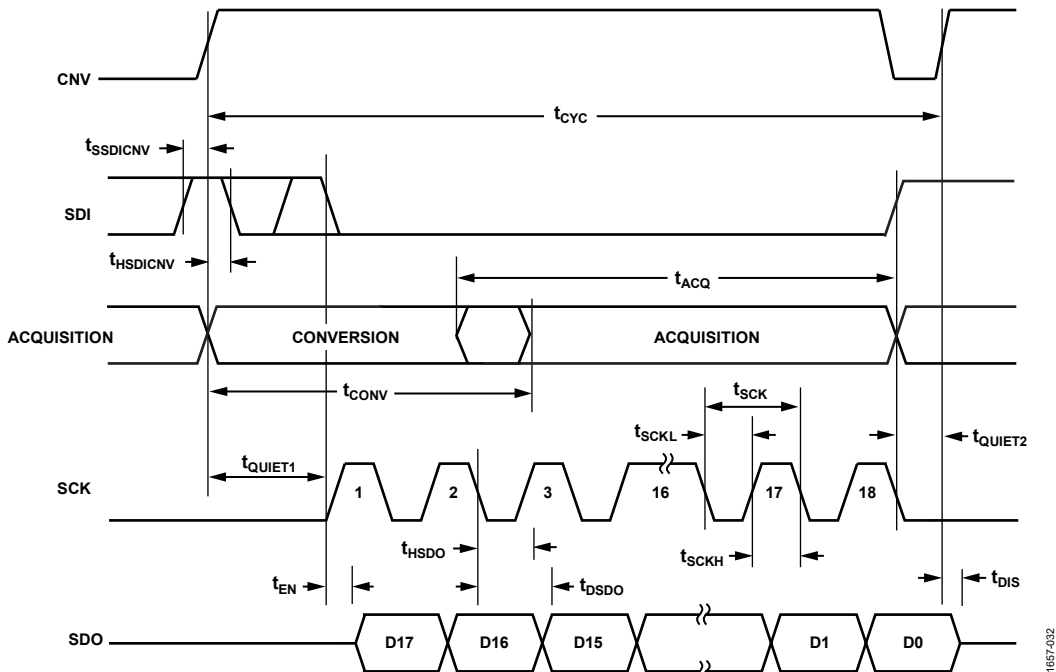 CNV
tCYC
tSSDICNV
SDI
tHSDICNV
tACQ
ACQUISITION
CONVERSION
ACQUISITION
tCONV
tSCK
tSCKL
tQUIET2
tQUIET1
SCK
1
2
3
16
17
18
tHSDO
tSCKH
tEN
tDSDO
tDIS
SDO
D17
D16
D15
D1
D0
1857-032